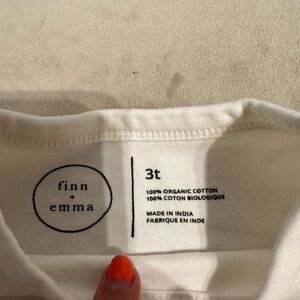 finn
+
emma
3t
100% ORGANIC COTTON
100% COTON BIOLOGIQUE
MADE IN INDIA
FABRIQUE EN INDE